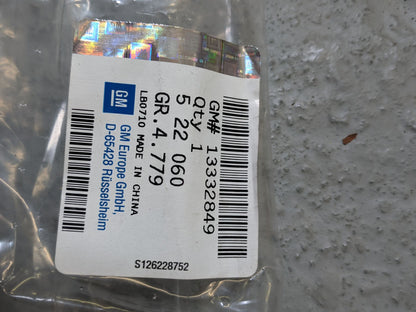 GM# 13332849
Qty 1
5 22 060
GR.4.779
LB0710 MADE IN CHINA
GM
GM Europe GmbH,
D-65428 Rüsselsheim
S126228752